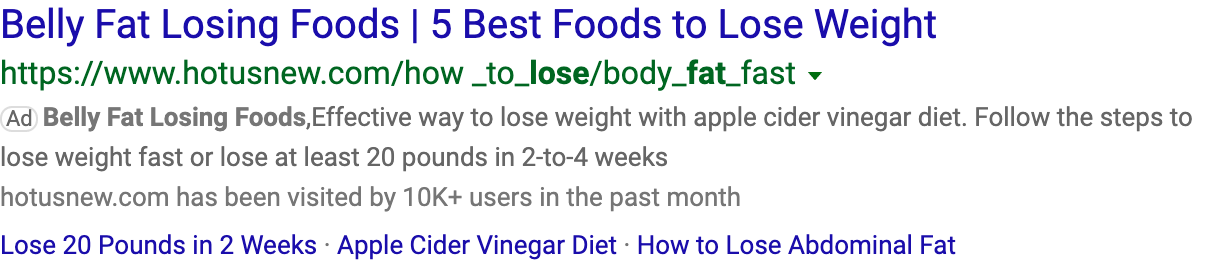 Belly Fat Losing Foods | 5 Best Foods to Lose Weight
https://www.hotusnew.com/how _to_lose/body_fat_fast
Ad Belly Fat Losing Foods,Effective way to lose weight with apple cider vinegar diet. Follow the steps to
lose weight fast or lose at least 20 pounds in 2-to-4 weeks
hotusnew.com has been visited by 10K+ users in the past month
Lose 20 Pounds in 2 Weeks · Apple Cider Vinegar Diet · How to Lose Abdominal Fat